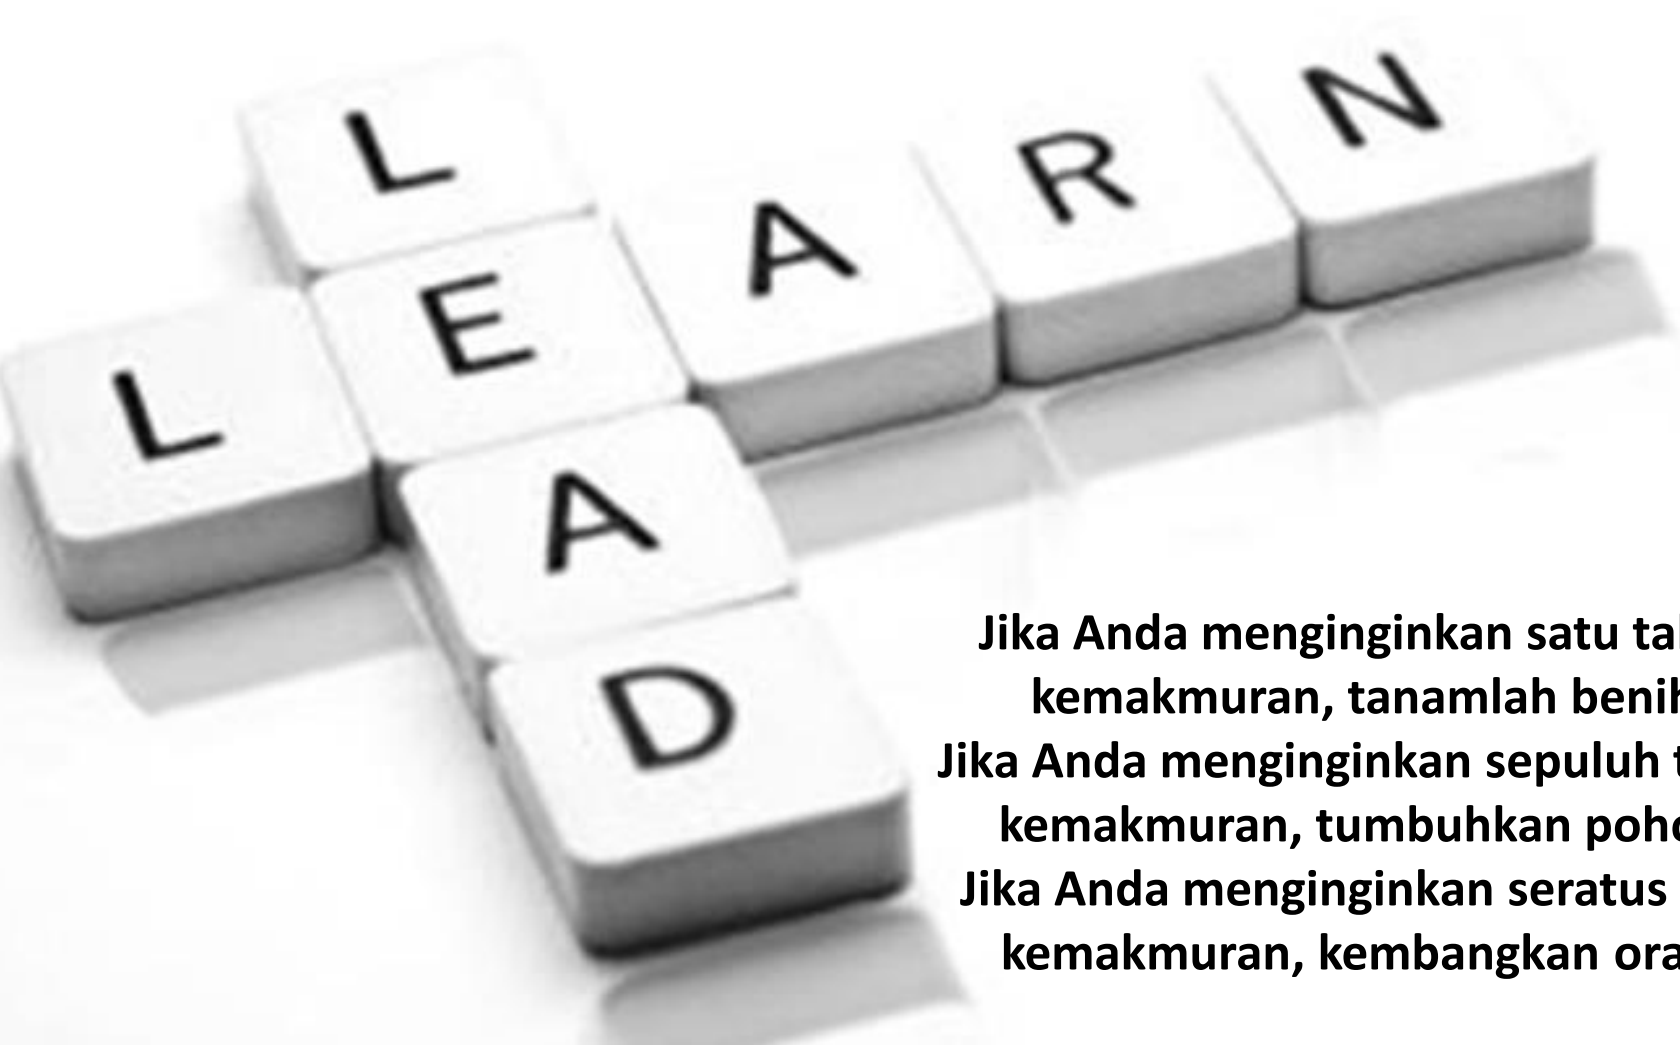 LEARN
LEAD
Jika Anda menginginkan satu
kemakmuran, tanamlah
Jika Anda menginginkan sepuluh
kemakmuran, tumbuhkan
Jika Anda menginginkan seratus
kemakmuran, kembangkan